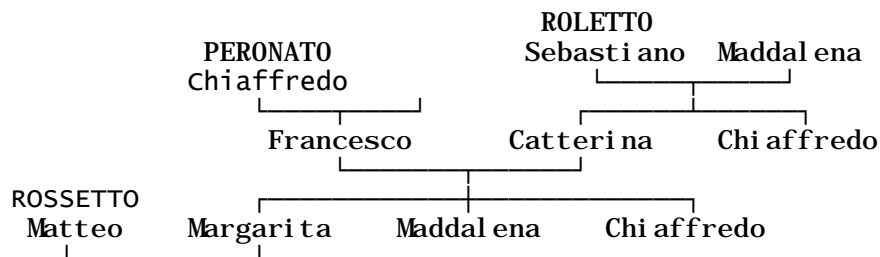 ROLETTO
PERONATO Sebastiano Maddalena
Chiaffredo
Francesco Catterina Chiaffredo
ROSSETTO
Matteo Margarita Maddalena Chiaffredo